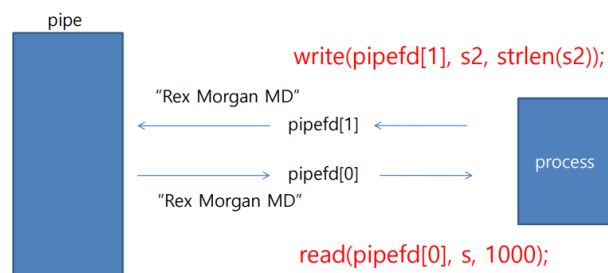 pipe
write(pipefd[1], s2, strlen(s2));
“Rex Morgan MD”
pipefd[1]
process
pipefd[0]
“Rex Morgan MD”
read(pipefd[0], s, 1000);